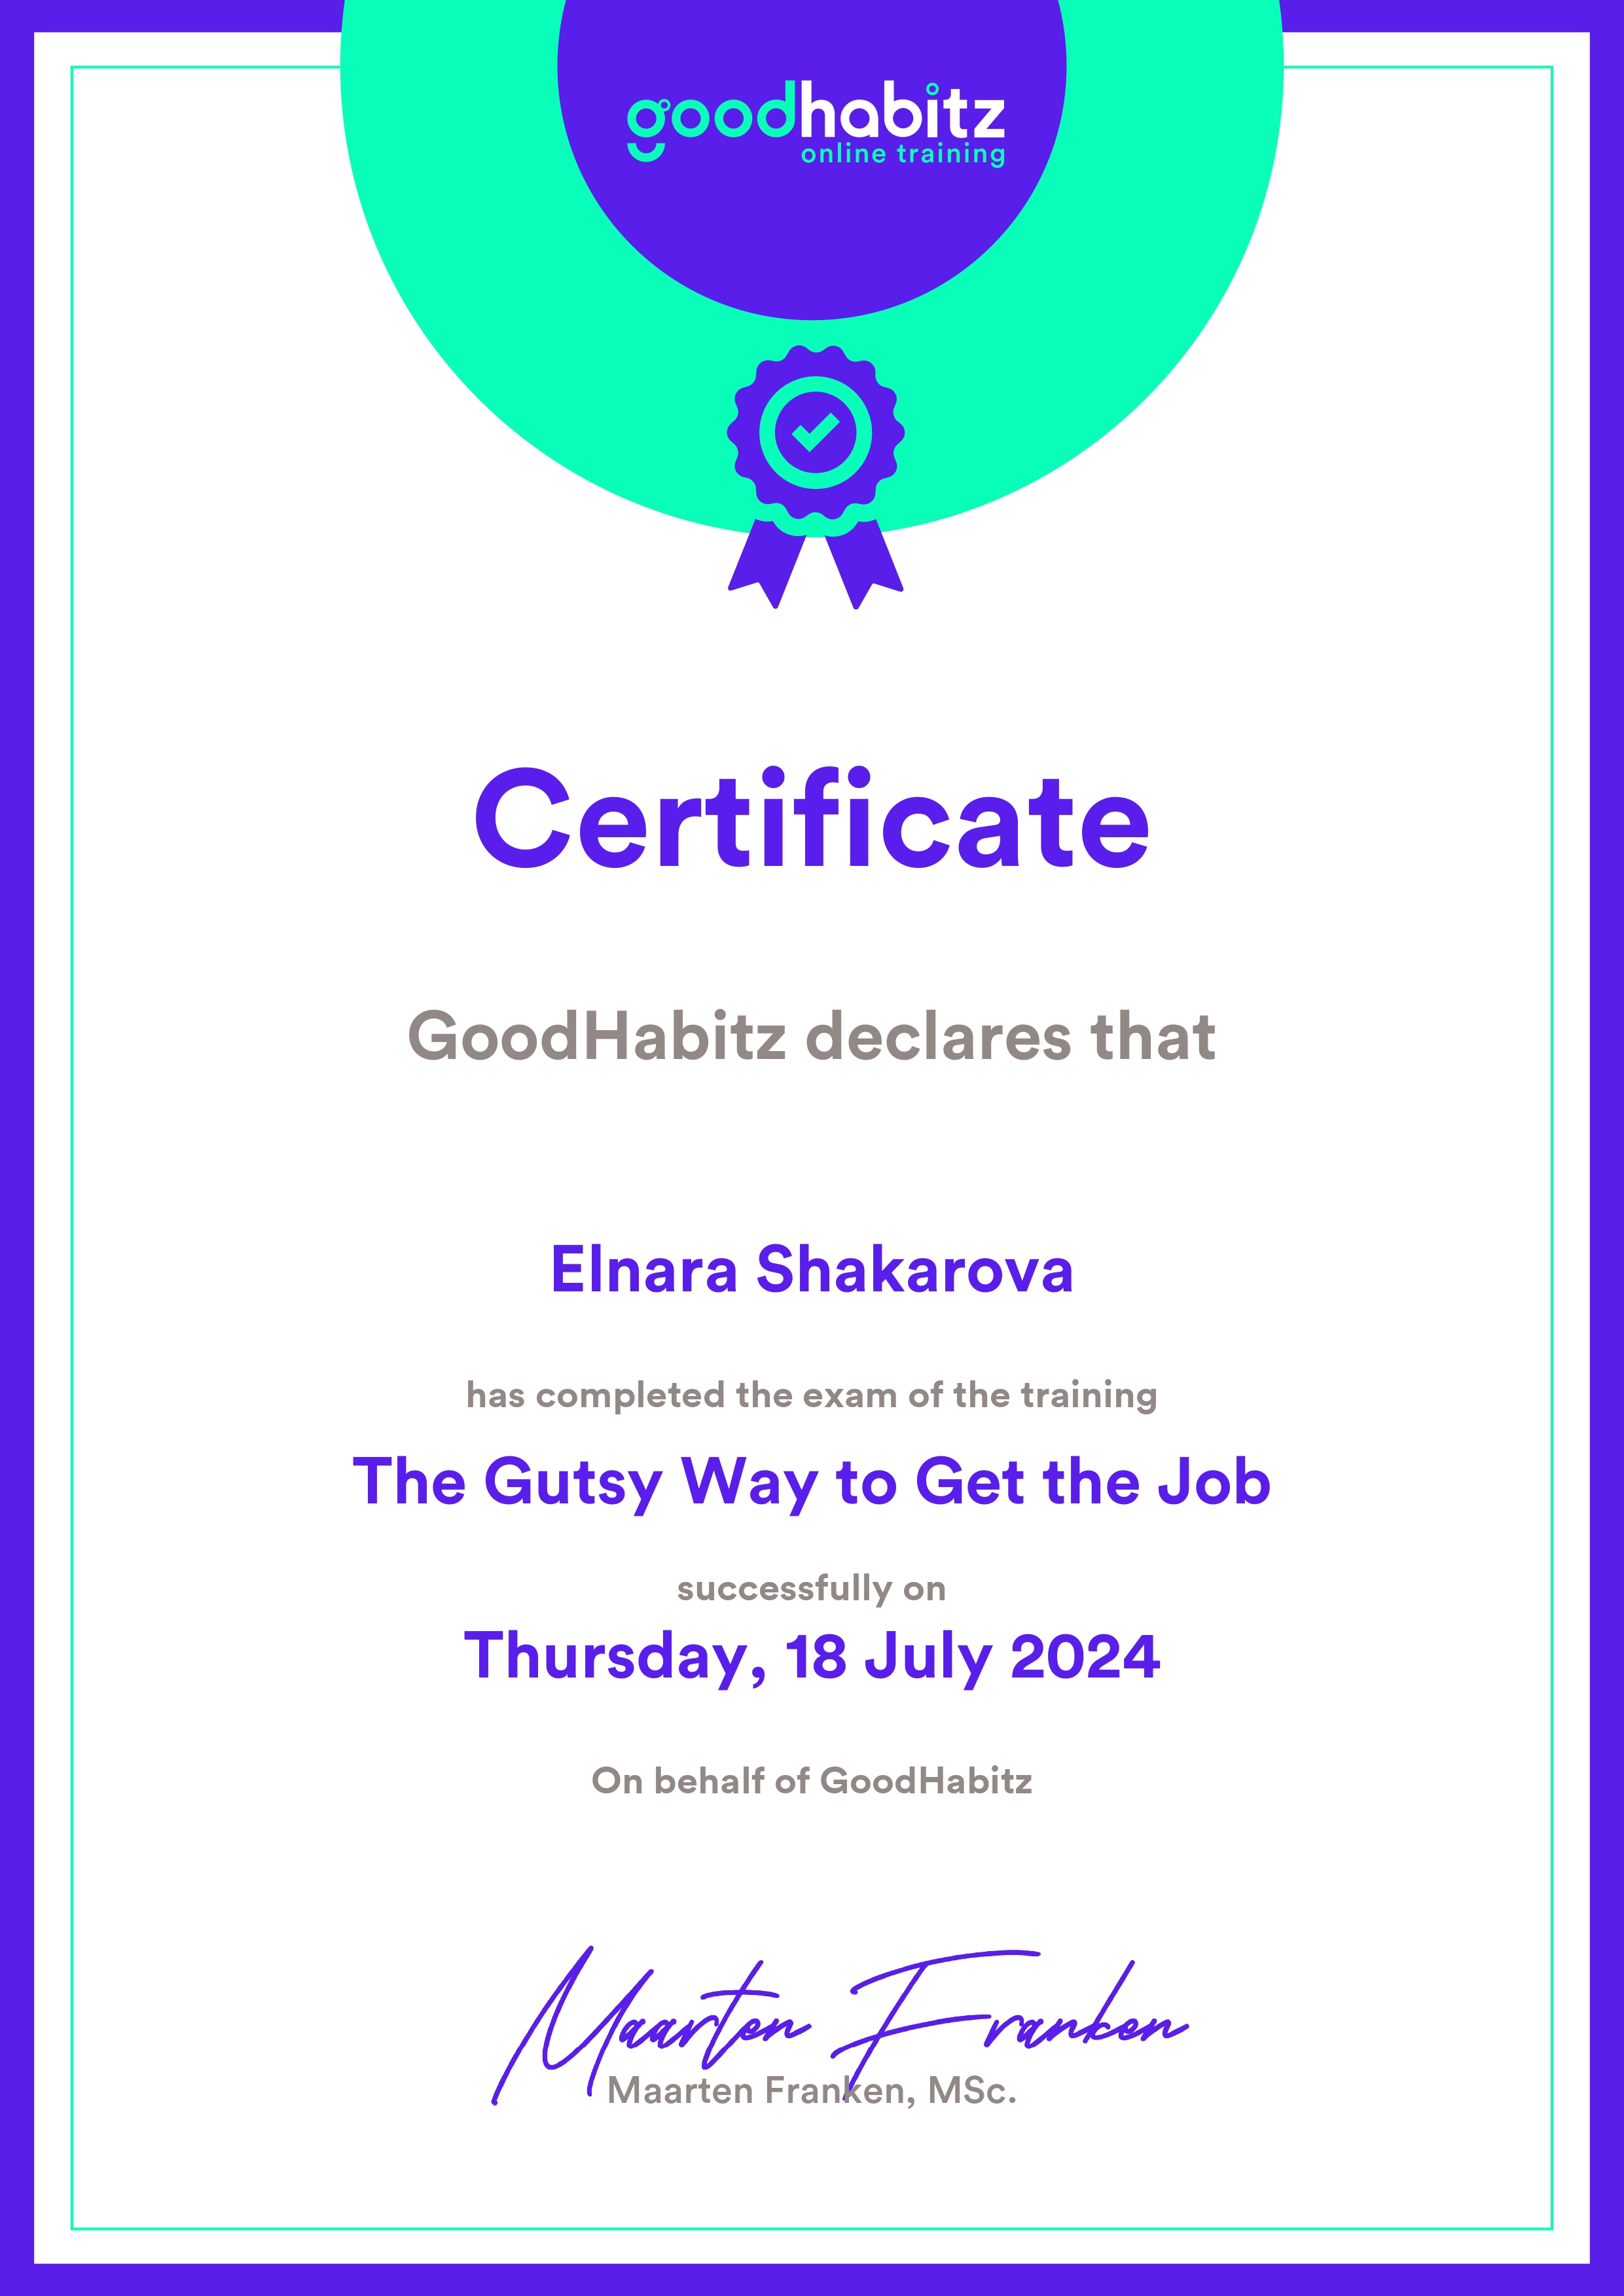 goodhabitz
online training
Certificate
GoodHabitz declares that
Elnara Shakarova
has completed the exam of the training
The Gutsy Way to Get the Job
successfully on
Thursday, 18 July 2024
On behalf of GoodHabitz
Maarten Franken
Maarten Franken, MSc.